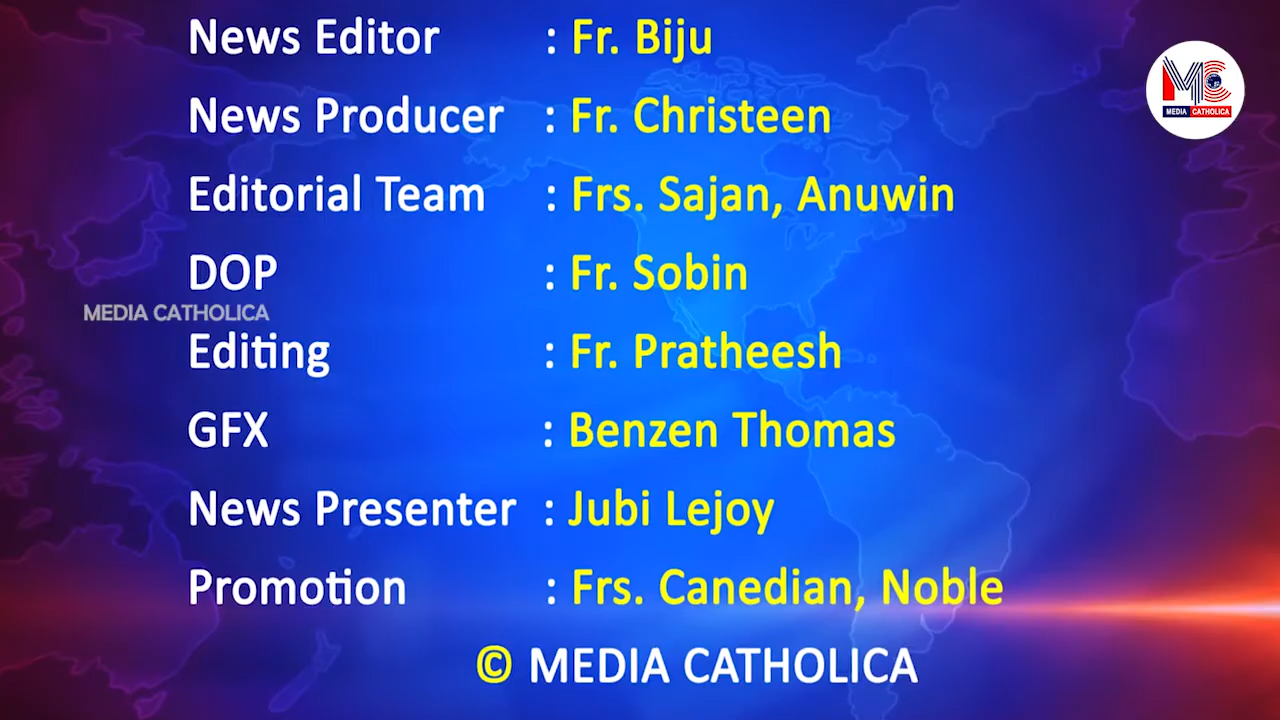 News Editor : Fr. Biju
News Producer : Fr. Christeen
Editorial Team : Frs. Sajan, Anuwin
DOP : Fr. Sobin
MEDIA CATHOLICA
Editing : Fr. Pratheesh
GFX : Benzen Thomas
News Presenter : Jubi Lejoy
Promotion : Frs. Canedian, Noble
© MEDIA CATHOLICA
MC
MEDIA CATHOLICA